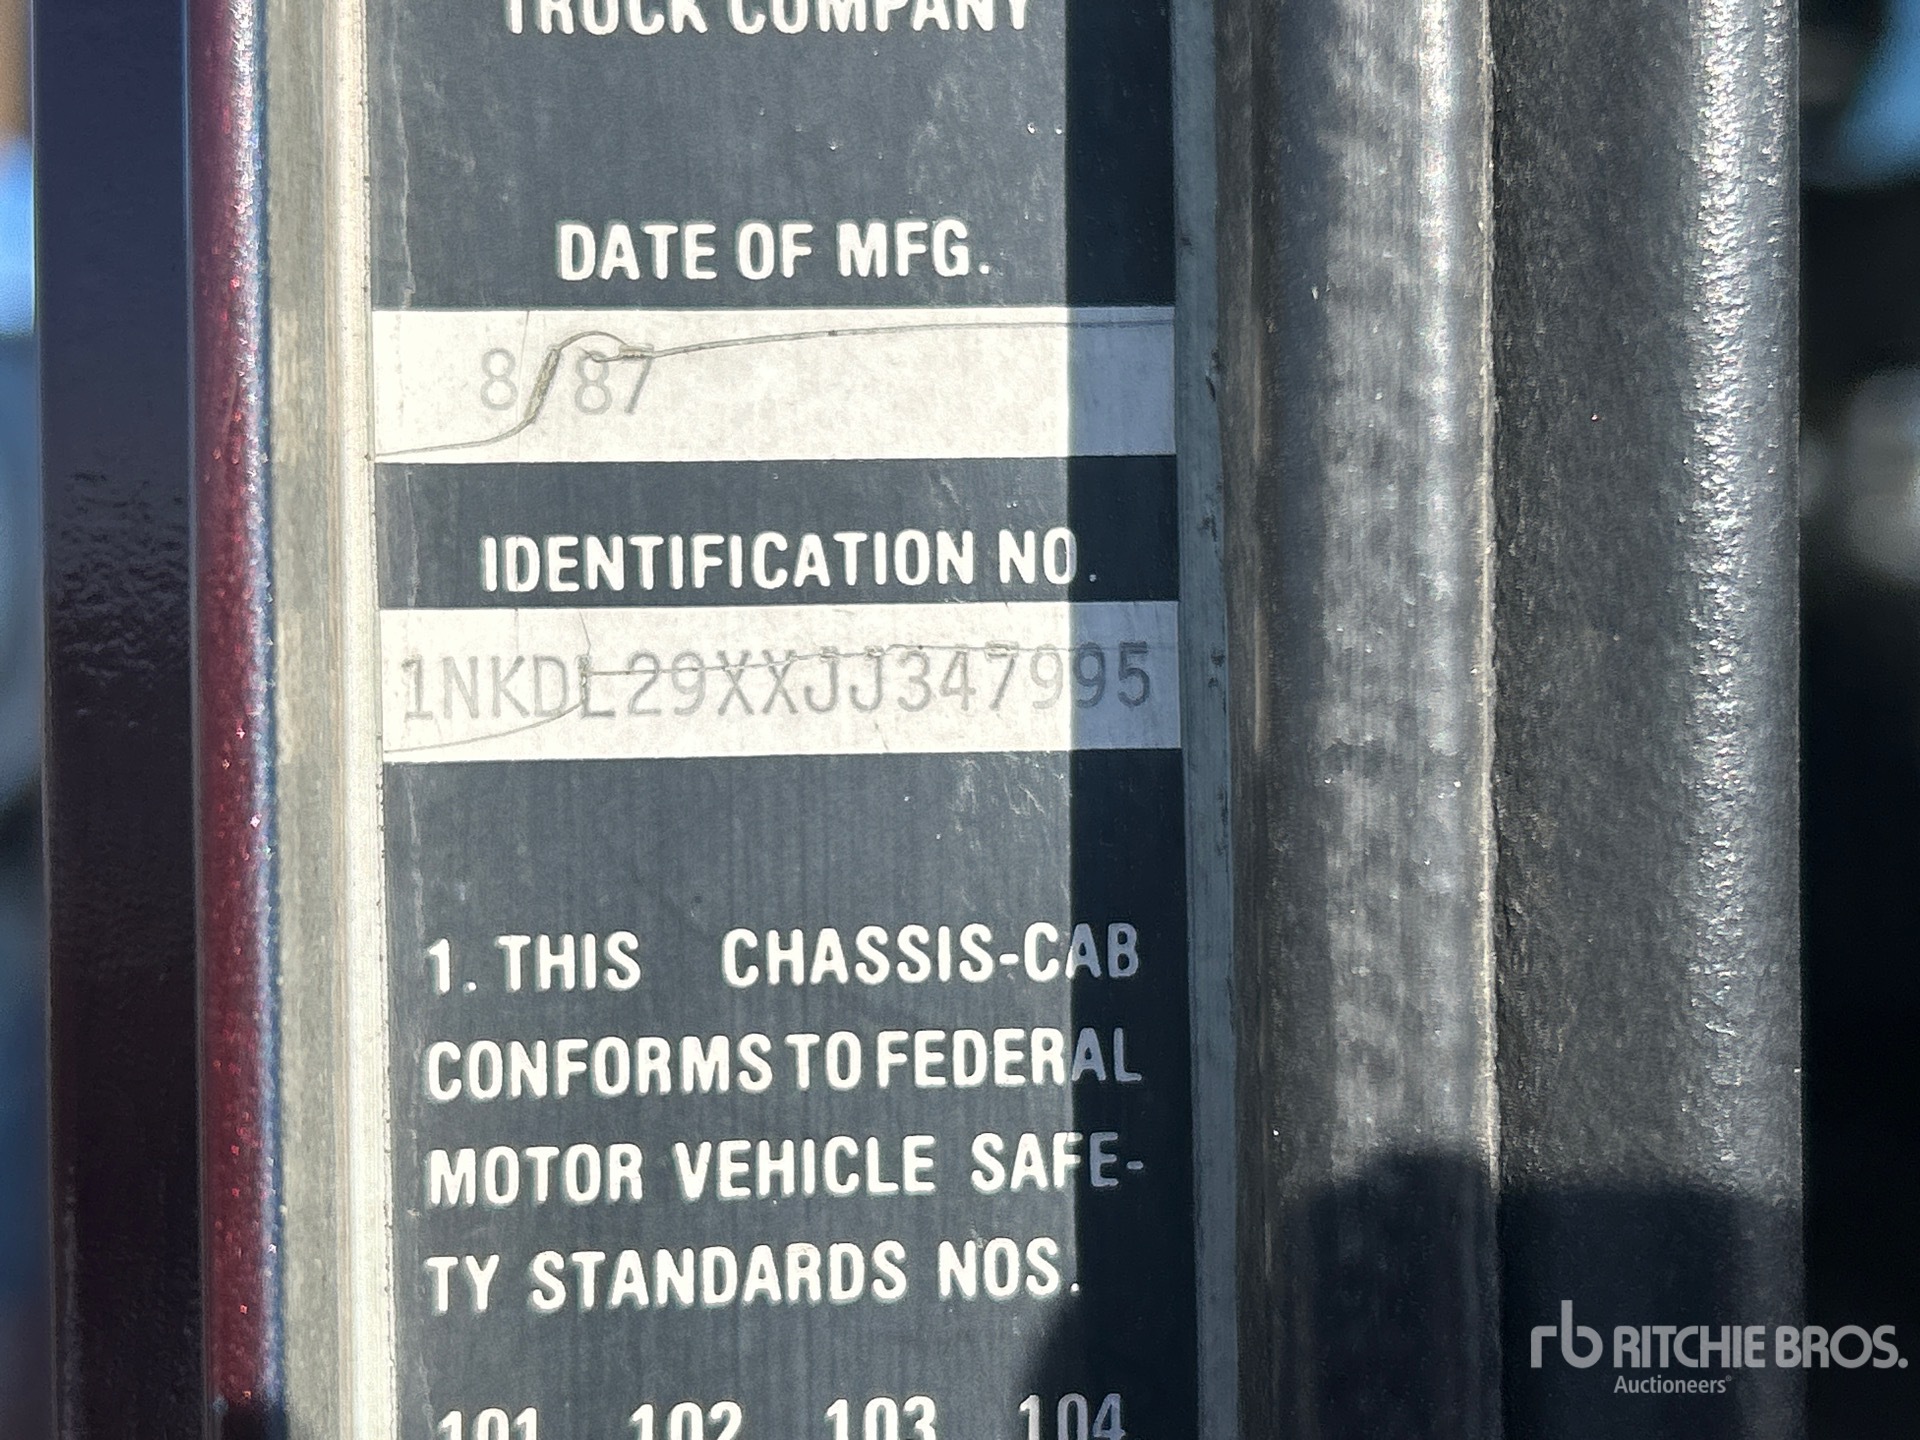 TRUCK COMPANY
DATE OF MFG.
8/87
IDENTIFICATION NO.
1NKDL29XXJJ347995
1. THIS CHASSIS-CAB
CONFORMS TO FEDERAL
MOTOR VEHICLE SAFE-
TY STANDARDS NOS.
101 102 103 104
rb RITCHIE BROS.
Auctioneers